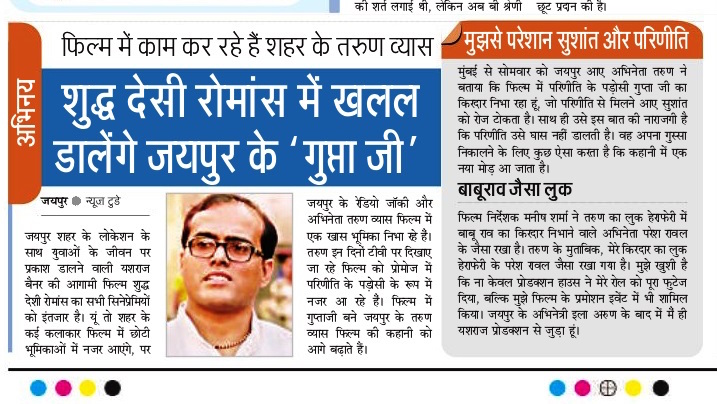 की शर्त लगाई थी, लेकिन अब बी श्रेणी
छूट प्रदान की है।
अभिनय
फिल्म में काम कर रहे हैं शहर के तरुण व्यास
शुद्ध देसी रोमांस में खलल
डालेंगे जयपुर के ‘गुप्ता जी’
जयपुर ● न्यूज टुडे
जयपुर शहर के लोकेशन के
साथ युवाओं के जीवन पर
प्रकाश डालने वाली यशराज
बैनर की आगामी फिल्म शुद्ध
देशी रोमांस का सभी सिनेप्रेमियों
को इंतजार है। यूं तो शहर के
कई कलाकार फिल्म में छोटी
भूमिकाओं में नजर आएंगे, पर
जयपुर के रेडियो जॉकी और
अभिनेता तरुण व्यास फिल्म में
एक खास भूमिका निभा रहे हैं।
तरुण इन दिनों टीवी पर दिखाए
जा रहे फिल्म को प्रोमोज में
परिणीति के पड़ोसी के रूप में
नजर आ रहे हैं। फिल्म में
गुप्ताजी बने जयपुर के तरुण
व्यास फिल्म की कहानी को
आगे बढ़ाते हैं।
मुझसे परेशान सुशांत और परिणीति
मुंबई से सोमवार को जयपुर आए अभिनेता तरुण ने
बताया कि फिल्म में परिणीति के पड़ोसी गुप्ता जी का
किरदार निभा रहा हूं, जो परिणीति से मिलने आए सुशांत
को रोज टोकता है। साथ ही उसे इस बात की नाराजगी है
कि परिणीति उसे घास नहीं डालती है। वह अपना गुस्सा
निकालने के लिए कुछ ऐसा करता है कि कहानी में एक
नया मोड़ आ जाता है।
बाबूराव जैसा लुक
फिल्म निर्देशक मनीष शर्मा ने तरुण का लुक हेराफेरी में
बाबू राव का किरदार निभाने वाले अभिनेता परेश रावल
के जैसा रखा है। तरुण के मुताबिक, मेरे किरदार का लुक
हेराफेरी के परेश रावल जैसा रखा गया है। मुझे खुशी है
कि ना केवल प्रोडक्शन हाउस ने मेरे रोल को पूरा फुटेज
दिया, बल्कि मुझे फिल्म के प्रमोशन इवेंट में भी शामिल
किया। जयपुर के अभिनेत्री इला अरुण के बाद में मै ही
यशराज प्रोडक्शन से जुड़ा हूं।